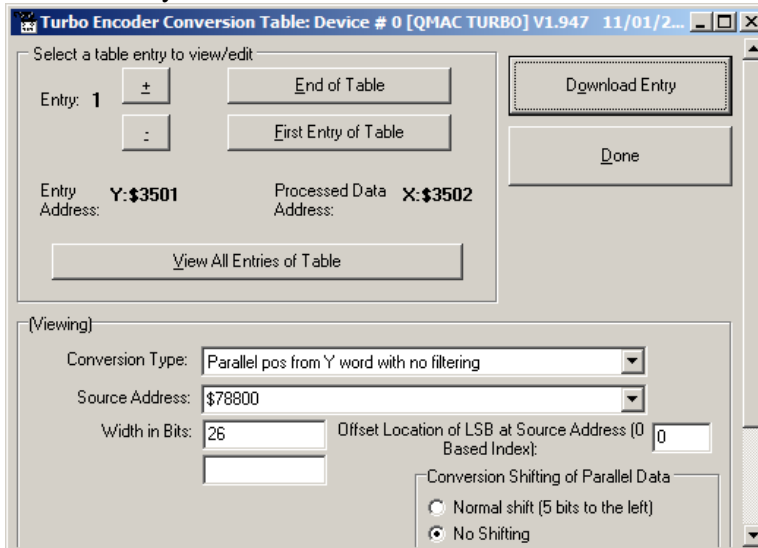 Turbo Encoder Conversion Table: Device # 0 [QMAC TURBO] V1.947 11/01/2...
Select a table entry to view/edit
Entry: 1
+
End of Table
Download Entry
-
First Entry of Table
Done
Entry Address: Y:$3501
Processed Data Address: X:$3502
View All Entries of Table
(Viewing)
Conversion Type: Parallel pos from Y word with no filtering
Source Address: $78800
Width in Bits: 26
Offset Location of LSB at Source Address (0 Based Index): 0
Conversion Shifting of Parallel Data
Normal shift (5 bits to the left)
No Shifting